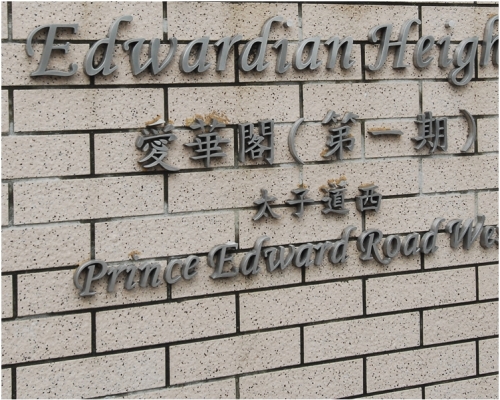 Edwardian Heigh
愛華閣(第一期)
太子道西
Prince Edward Road We